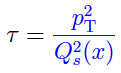 τ = p_T^2 / Q_s^2(x)